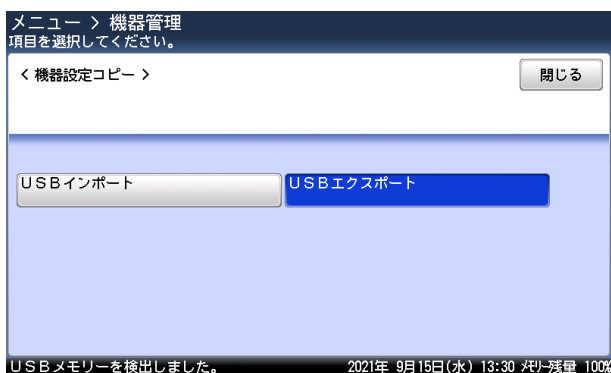 メニュー > 機器管理
項目を選択してください。
< 機器設定コピー >
閉じる
USBインポート
USBエクスポート
USBメモリーを検出しました。
2021年 9月15日(水) 13:30 メモリー残量 100%